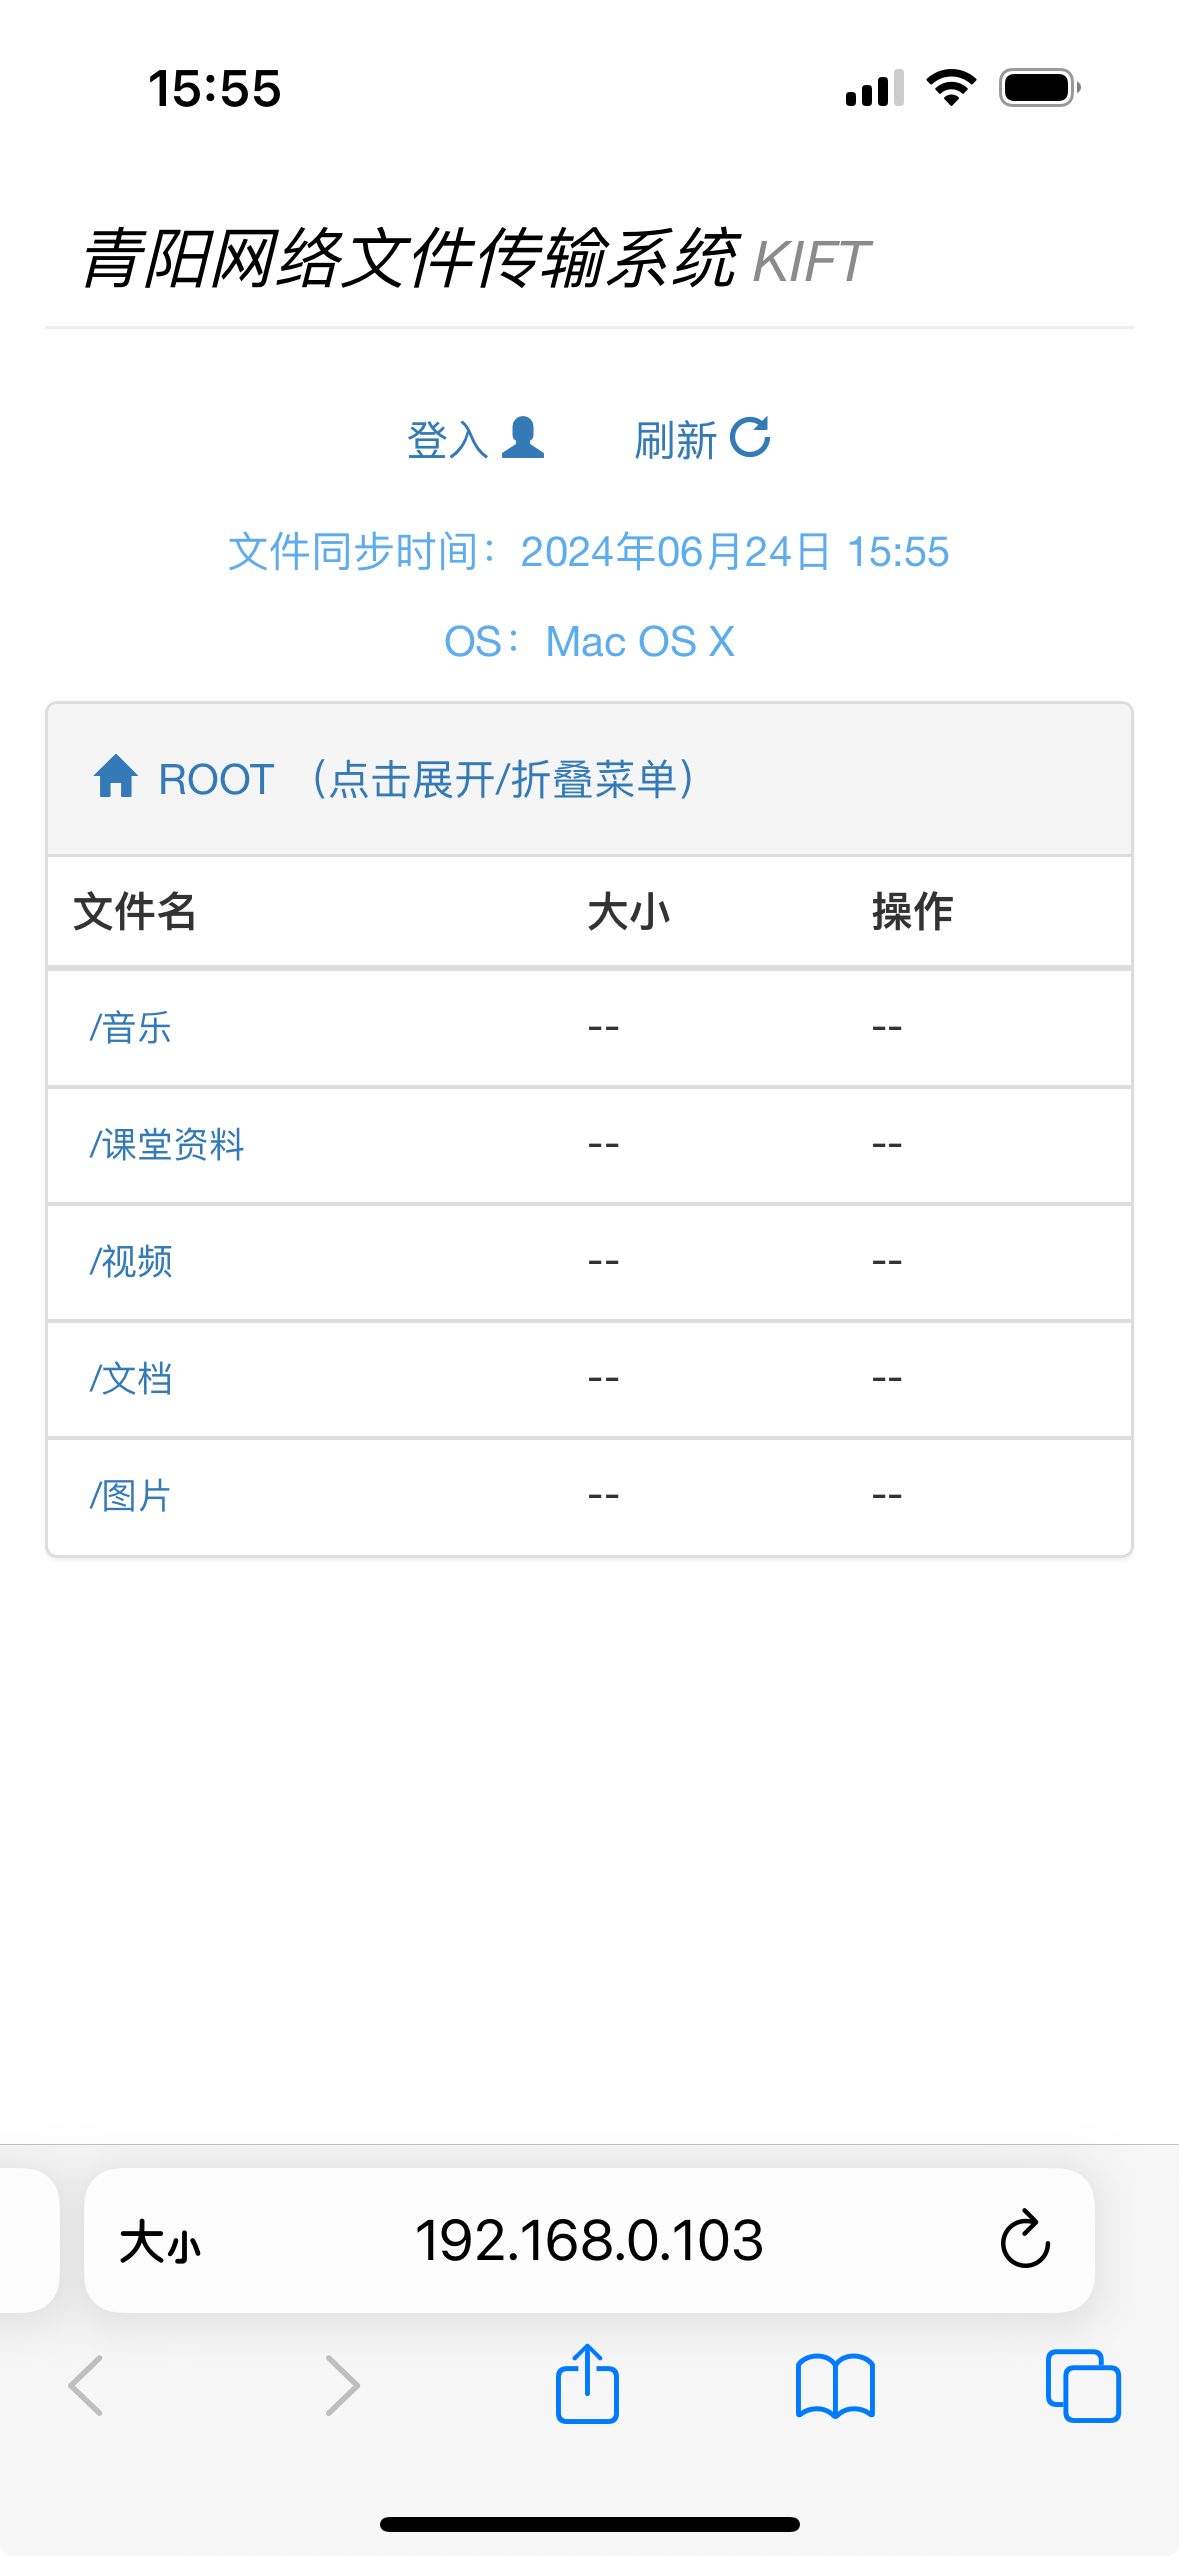 15:55
青阳网络文件传输系统 KIFT
登入 刷新
文件同步时间：2024年06月24日 15:55
OS：Mac OS X
ROOT （点击展开/折叠菜单）
文件名 大小 操作
/音乐 -- --
/课堂资料 -- --
/视频 -- --
/文档 -- --
/图片 -- --
大小 192.168.0.103